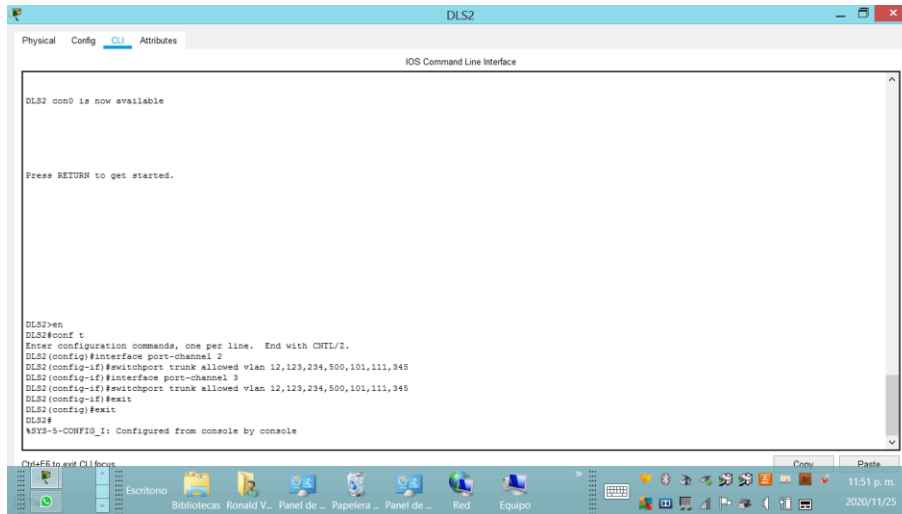 DLS2
Physical Config CLI Attributes
IOS Command Line Interface
DLS2 con0 is now available
Press RETURN to get started.
DLS2>en
DLS2#conf t
Enter configuration commands, one per line. End with CNTL/Z.
DLS2(config)#interface port-channel 2
DLS2(config-if)#switchport trunk allowed vlan 12,123,234,500,101,111,345
DLS2(config-if)#interface port-channel 3
DLS2(config-if)#switchport trunk allowed vlan 12,123,234,500,101,111,345
DLS2(config-if)#exit
DLS2(config)#exit
DLS2#
%SYS-5-CONFIG_I: Configured from console by console
Ctrl+F6 to exit CLI focus
Copy Paste
Escritorio
Bibliotecas Ronald V... Panel de ... Papelera ... Panel de ... Red Equipo
11:51 p. m.
2020/11/25